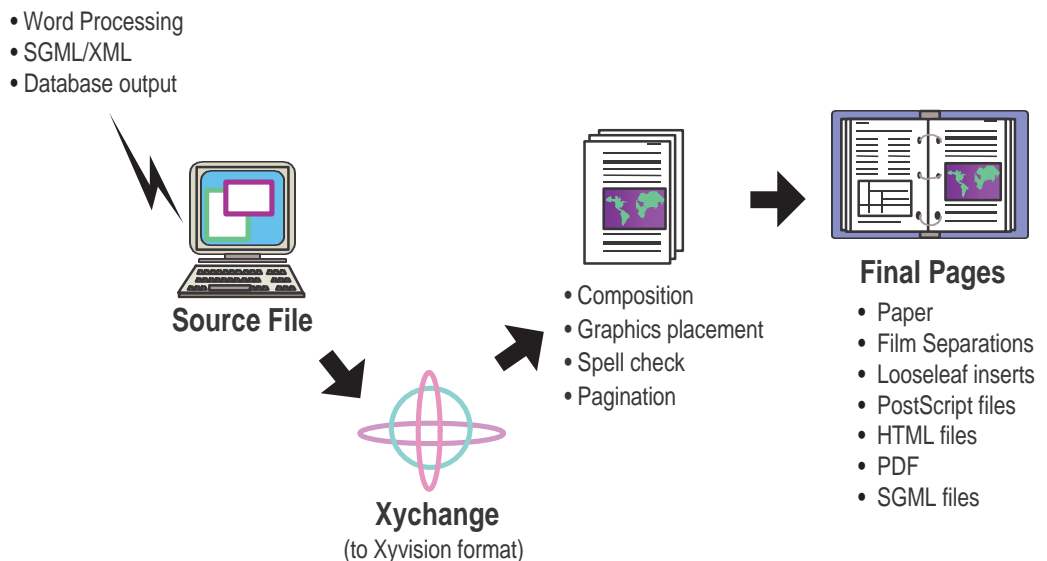 • Word Processing
• SGML/XML
• Database output
Source File
Xychange
(to Xyvision format)
• Composition
• Graphics placement
• Spell check
• Pagination
Final Pages
• Paper
• Film Separations
• Looseleaf inserts
• PostScript files
• HTML files
• PDF
• SGML files